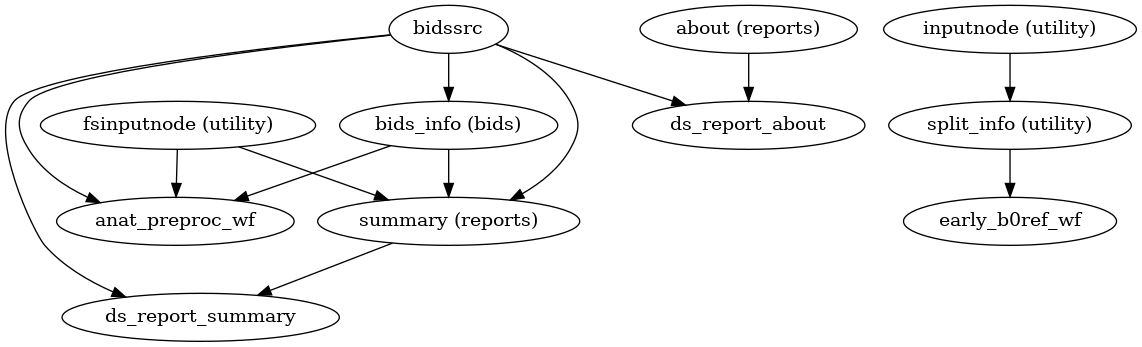 bidssrc
about (reports)
inputnode (utility)
fsinputnode (utility)
bids_info (bids)
ds_report_about
split_info (utility)
anat_preproc_wf
summary (reports)
early_b0ref_wf
ds_report_summary